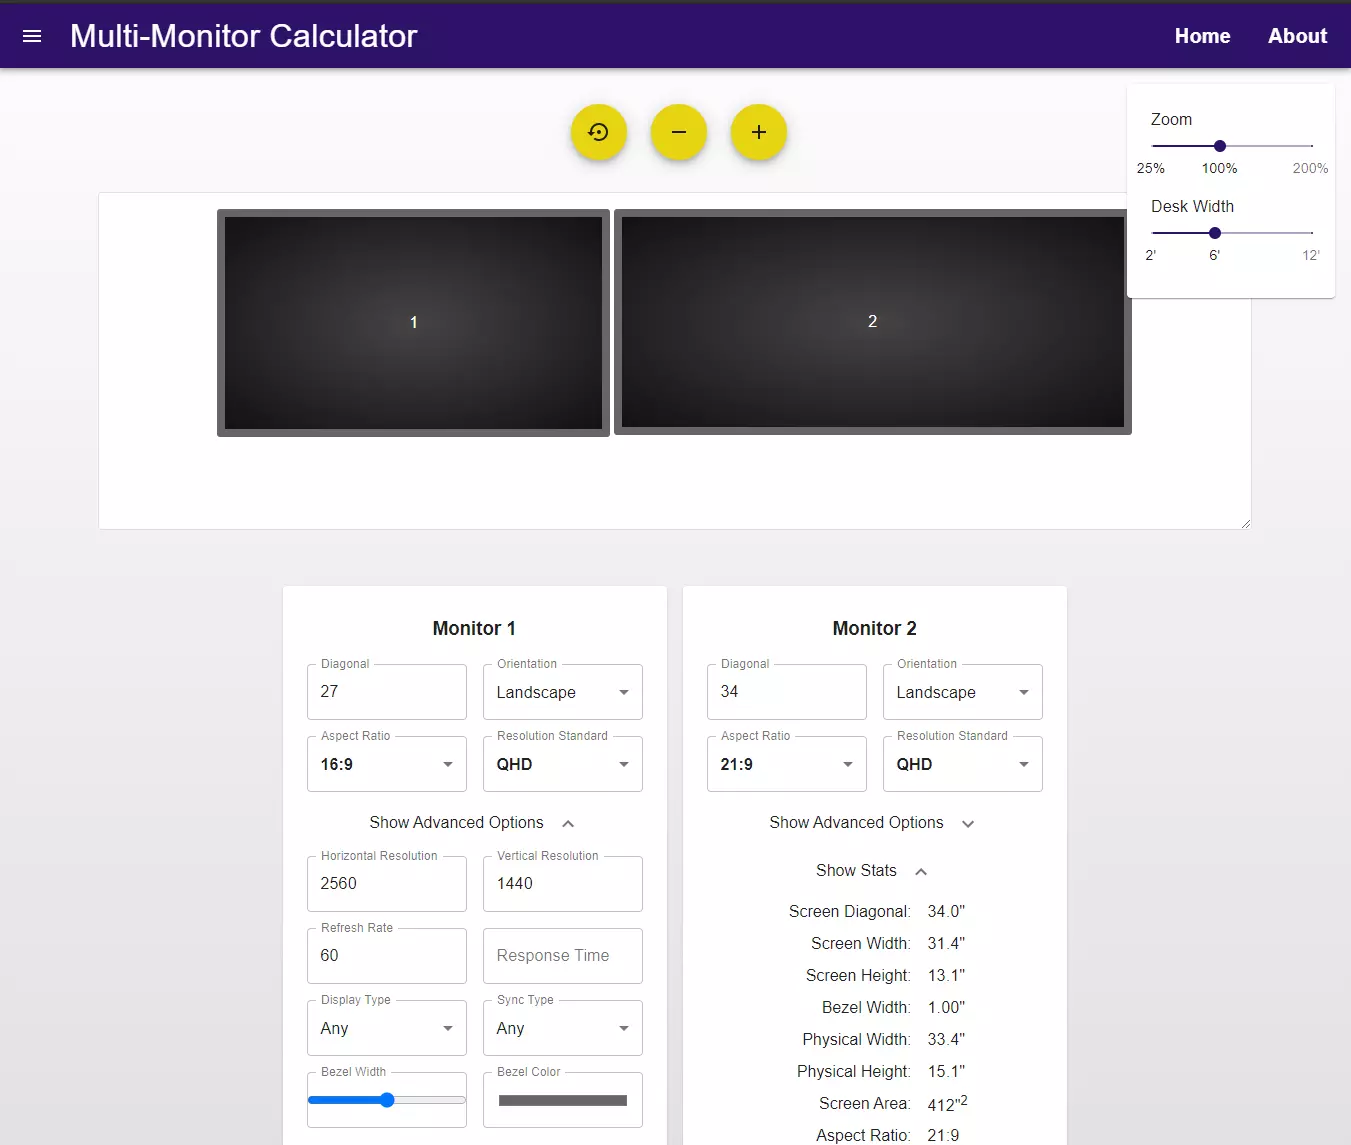 Multi-Monitor Calculator
Home
About
Zoom
25% 100% 200%
Desk Width
2' 6' 12'
1
2
Monitor 1
Diagonal
27
Orientation
Landscape
Aspect Ratio
16:9
Resolution Standard
QHD
Show Advanced Options
Horizontal Resolution
2560
Vertical Resolution
1440
Refresh Rate
60
Response Time
Display Type
Any
Sync Type
Any
Bezel Width
Bezel Color
Monitor 2
Diagonal
34
Orientation
Landscape
Aspect Ratio
21:9
Resolution Standard
QHD
Show Advanced Options
Show Stats
Screen Diagonal: 34.0"
Screen Width: 31.4"
Screen Height: 13.1"
Bezel Width: 1.00"
Physical Width: 33.4"
Physical Height: 15.1"
Screen Area: 412"2
Aspect Ratio: 21:9